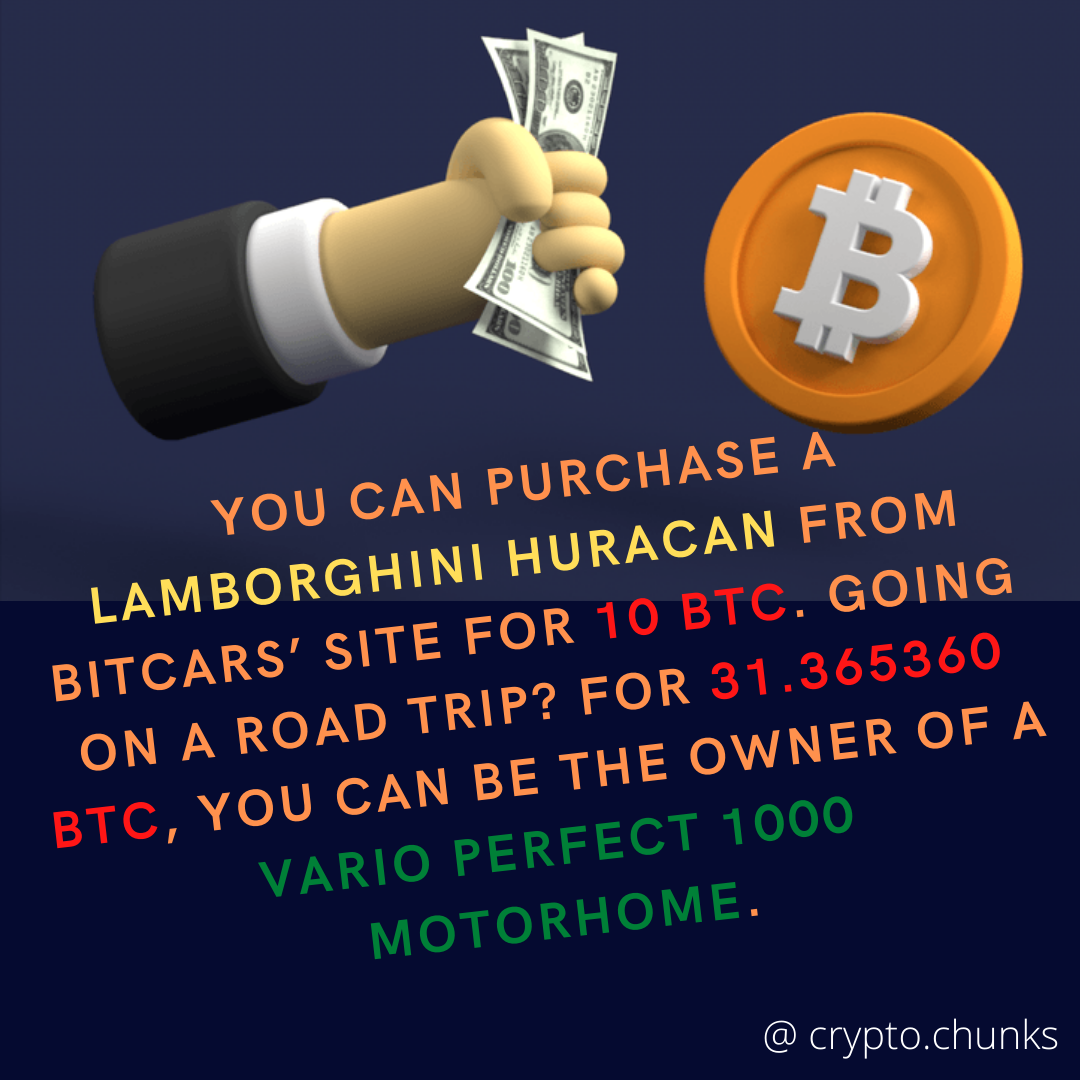 YOU CAN PURCHASE A
LAMBORGHINI HURACAN FROM
BITCARS’ SITE FOR 10 BTC. GOING
ON A ROAD TRIP? FOR 31.365360
BTC, YOU CAN BE THE OWNER OF A
VARIO PERFECT 1000
MOTORHOME.
@ crypto.chunks